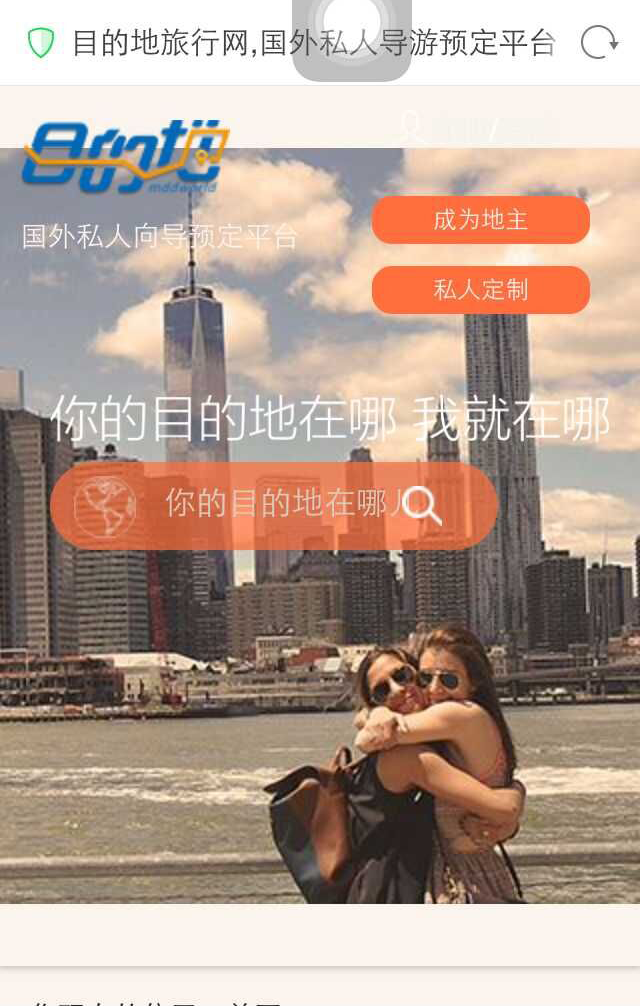 目的地旅行网,国外私人导游预定平台
目的地
mddworld
/
国外私人向导预定平台
成为地主
私人定制
你的目的地在哪 我就在哪
你的目的地在哪儿